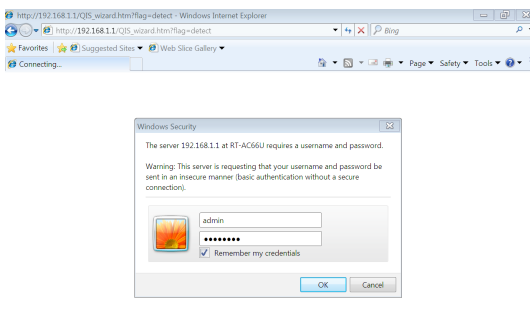 http://192.168.1.1/QIS_wizard.htm?flag=detect - Windows Internet Explorer
http://192.168.1.1/QIS_wizard.htm?flag=detect Bing
Favorites Suggested Sites Web Slice Gallery
Connecting... Page Safety Tools
Windows Security
The server 192.168.1.1 at RT-AC66U requires a username and password.
Warning: This server is requesting that your username and password be
sent in an insecure manner (basic authentication without a secure
connection).
admin
••••••••
Remember my credentials
OK Cancel